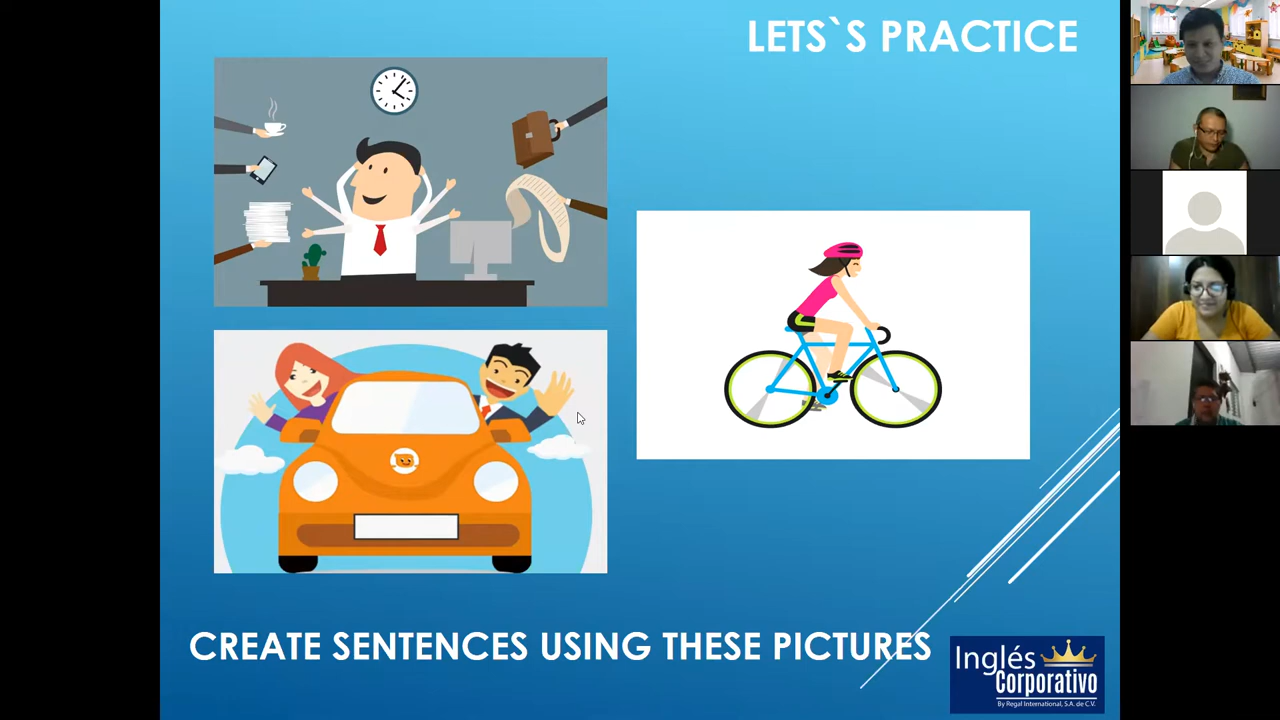 LETS`S PRACTICE
CREATE SENTENCES USING THESE PICTURES
Inglés
Corporativo
By Regal International, S.A. de C.V.